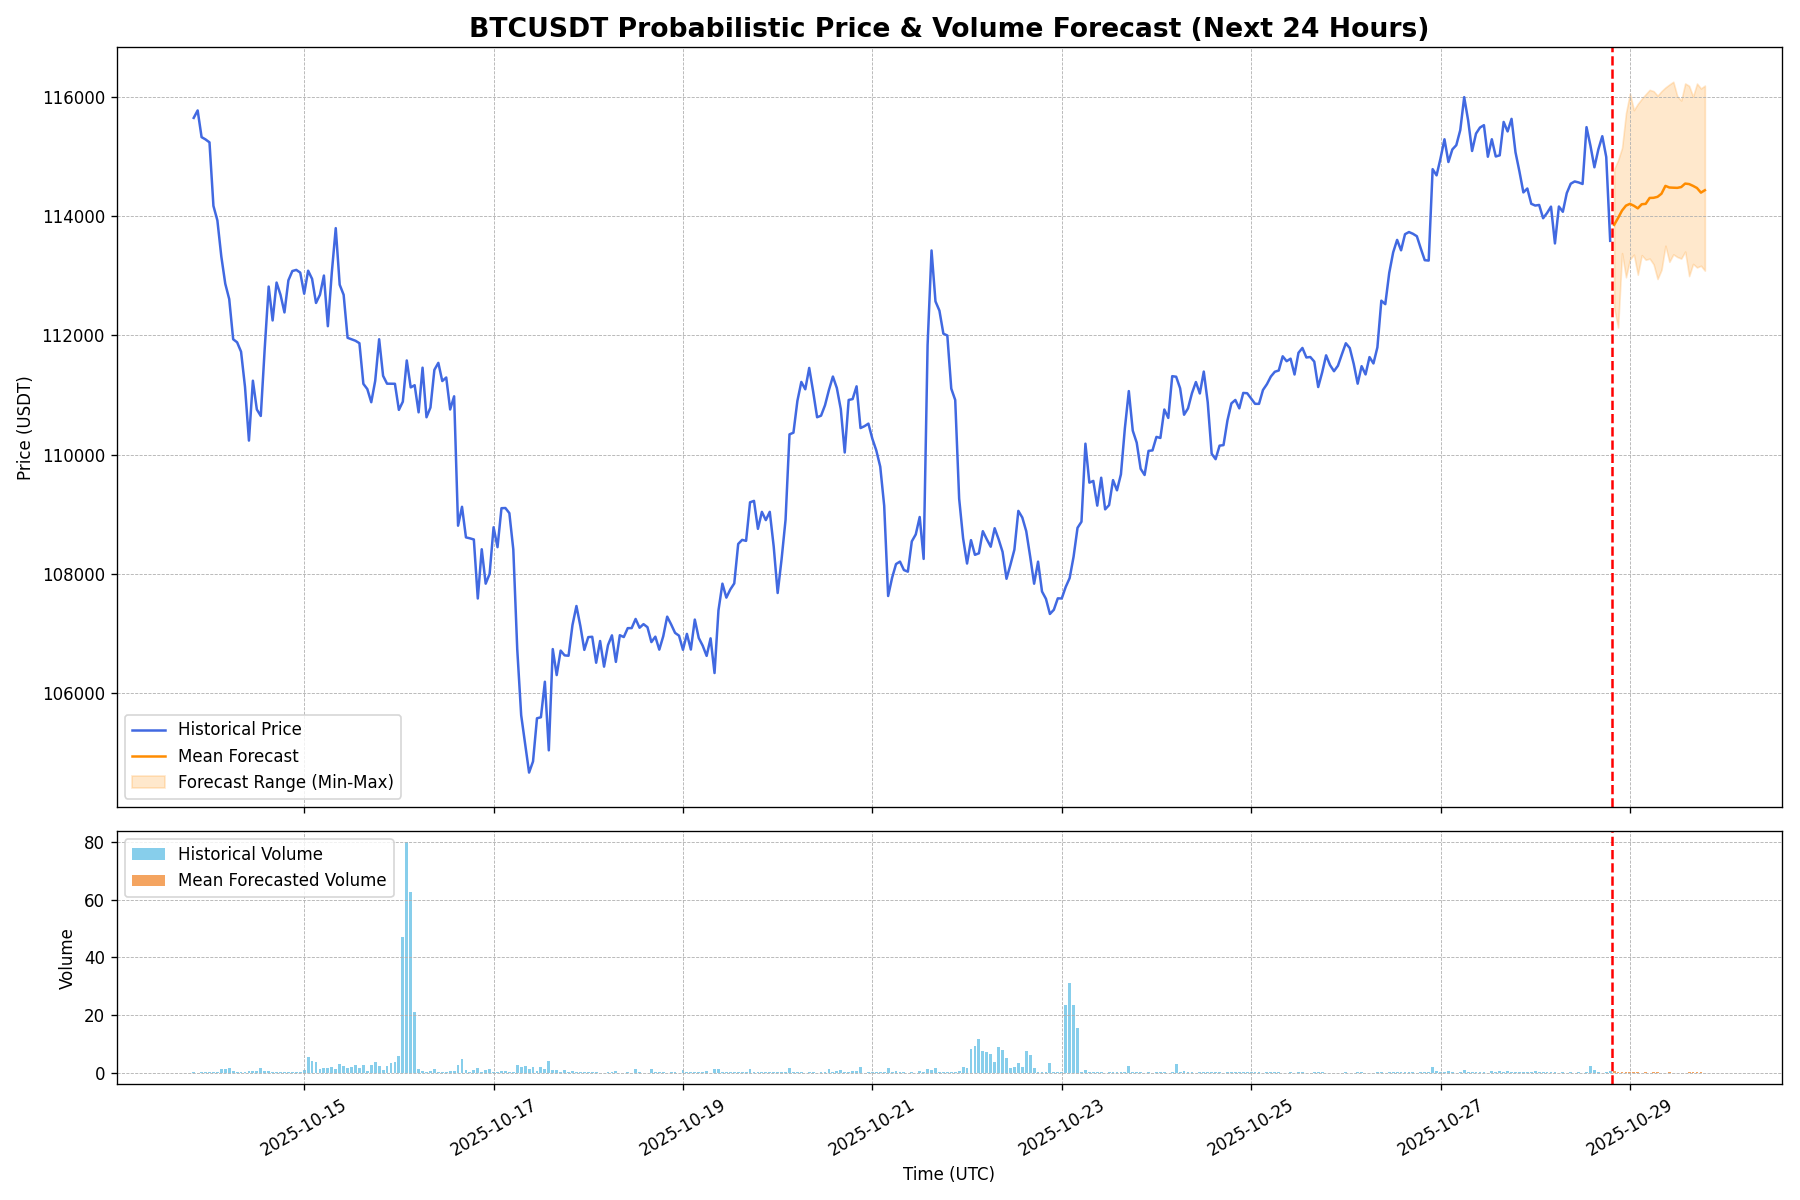 BTCUSDT Probabilistic Price & Volume Forecast (Next 24 Hours)
116000
114000
112000
110000
108000
106000
Price (USDT)
Historical Price
Mean Forecast
Forecast Range (Min-Max)
80
60
40
20
0
Volume
Historical Volume
Mean Forecasted Volume
2025-10-15
2025-10-17
2025-10-19
2025-10-21
2025-10-23
2025-10-25
2025-10-27
2025-10-29
Time (UTC)